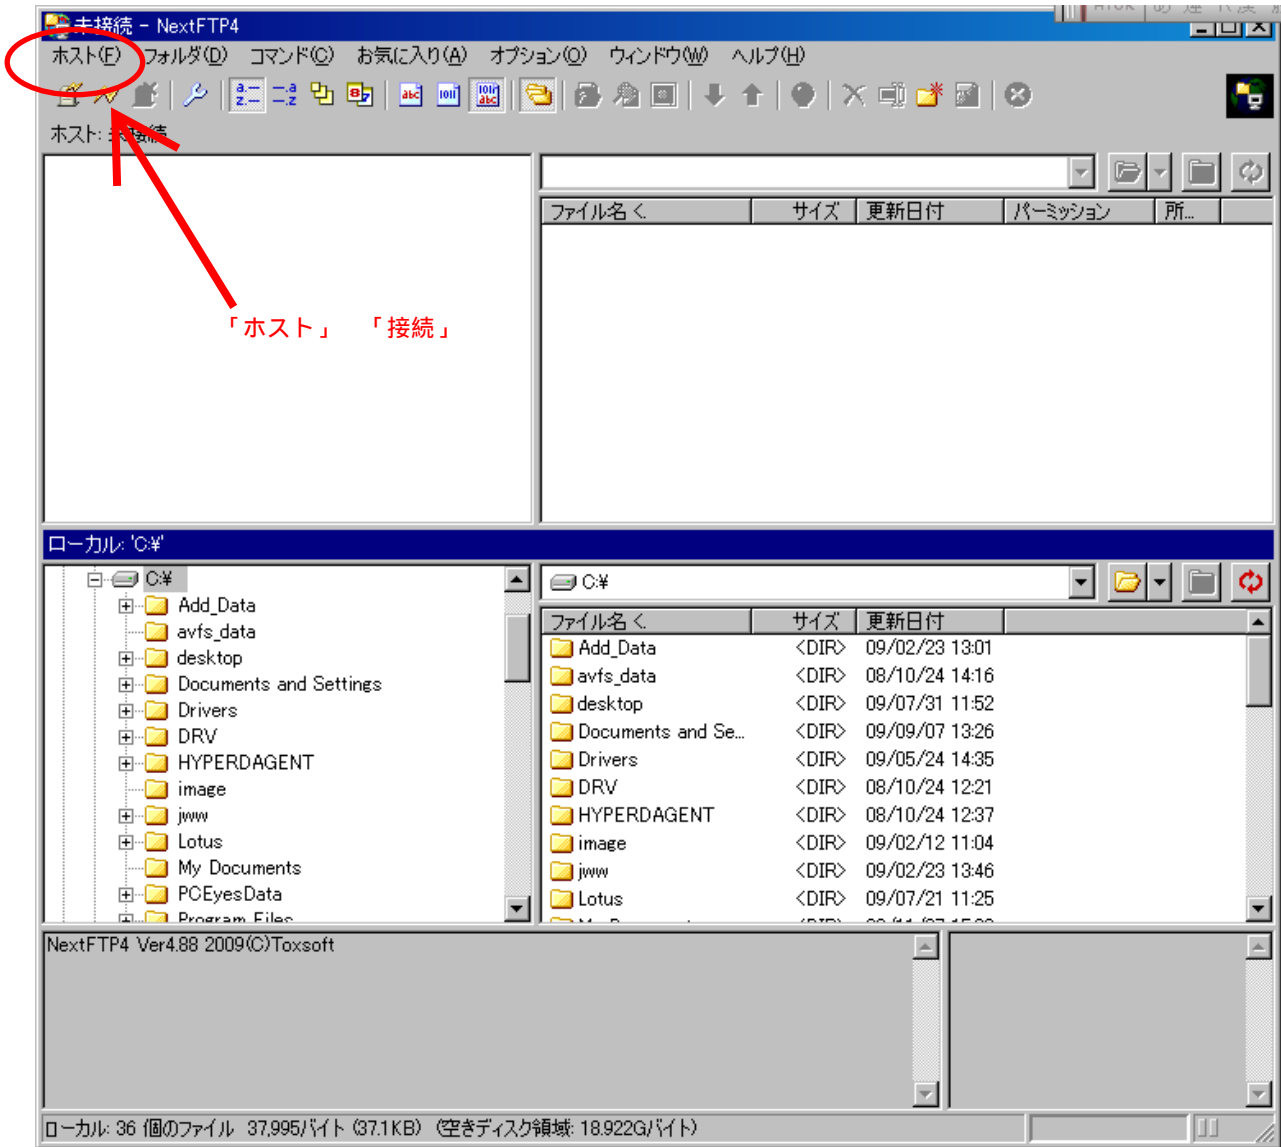 未接続 - NextFTP4
ホスト(F) フォルダ(D) コマンド(C) お気に入り(A) オプション(O) ウィンドウ(W) ヘルプ(H)
ホスト: 未接続
ファイル名 < サイズ 更新日付 パーミッション 所...
「ホスト」 「接続」
ローカル: 'C:¥'
C:¥
Add_Data
avfs_data
desktop
Documents and Settings
Drivers
DRV
HYPERDAGENT
image
jww
Lotus
My Documents
PCEyesData
Program Files
C:¥
ファイル名 < サイズ 更新日付
Add_Data <DIR> 09/02/23 13:01
avfs_data <DIR> 08/10/24 14:16
desktop <DIR> 09/07/31 11:52
Documents and Se... <DIR> 09/09/07 13:26
Drivers <DIR> 09/05/24 14:35
DRV <DIR> 08/10/24 12:21
HYPERDAGENT <DIR> 08/10/24 12:37
image <DIR> 09/02/12 11:04
jww <DIR> 09/02/23 13:46
Lotus <DIR> 09/07/21 11:25
NextFTP4 Ver4.88 2009(C)Toxsoft
ローカル: 36 個のファイル 37,995バイト (37.1KB) (空きディスク領域: 18.922Gバイト)